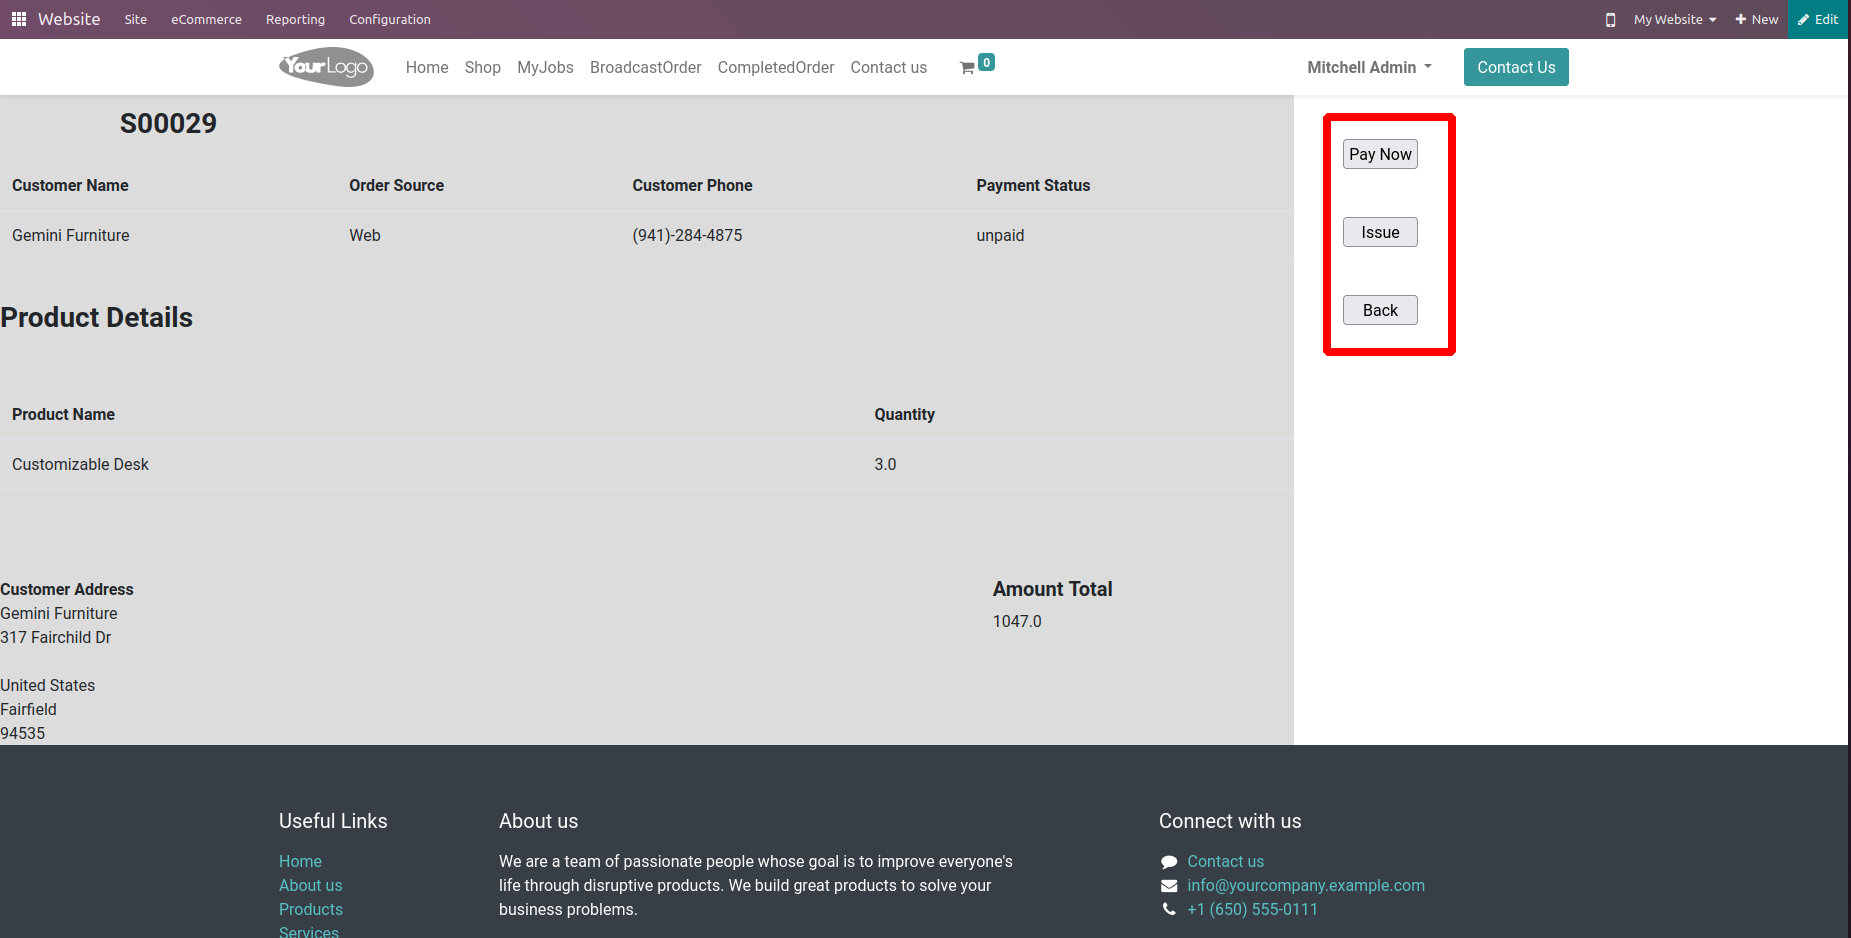 Website Site eCommerce Reporting Configuration My Website New Edit
YourLogo Home Shop MyJobs BroadcastOrder CompletedOrder Contact us 0 Mitchell Admin Contact Us
S00029
Customer Name Order Source Customer Phone Payment Status
Gemini Furniture Web (941)-284-4875 unpaid
Pay Now
Issue
Back
Product Details
Product Name Quantity
Customizable Desk 3.0
Customer Address
Gemini Furniture
317 Fairchild Dr
United States
Fairfield
94535
Amount Total
1047.0
Useful Links
Home
About us
Products
Services
About us
We are a team of passionate people whose goal is to improve everyone's
life through disruptive products. We build great products to solve your
business problems.
Connect with us
Contact us
info@yourcompany.example.com
+1 (650) 555-0111